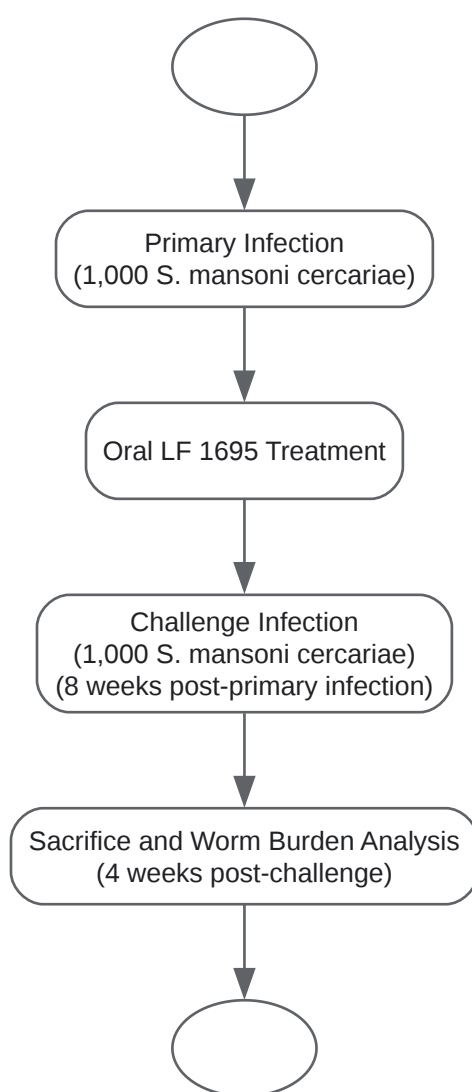 Primary Infection
(1,000 S. mansoni cercariae)
Oral LF 1695 Treatment
Challenge Infection
(1,000 S. mansoni cercariae)
(8 weeks post-primary infection)
Sacrifice and Worm Burden Analysis
(4 weeks post-challenge)